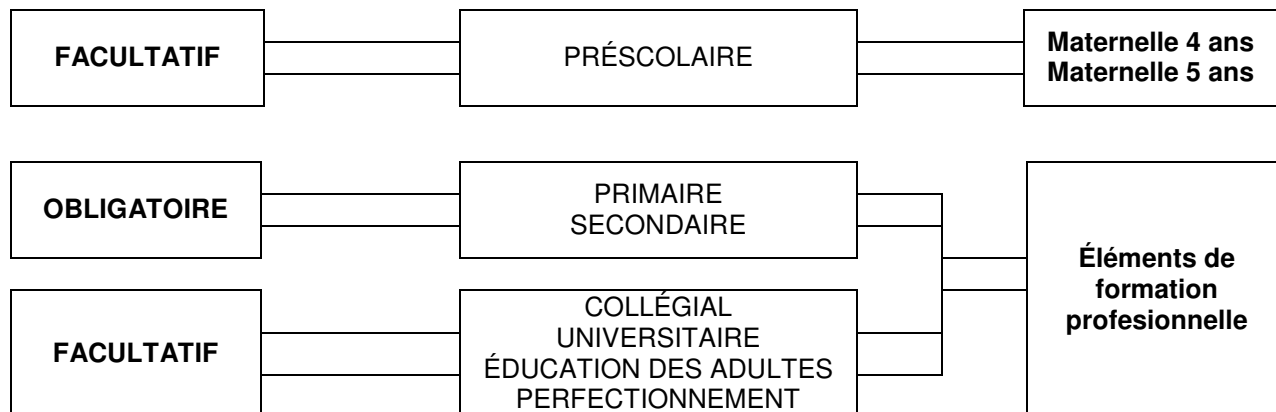 FACULTATIF
PRÉSCOLAIRE
Maternelle 4 ans
Maternelle 5 ans
OBLIGATOIRE
PRIMAIRE
SECONDAIRE
FACULTATIF
COLLÉGIAL
UNIVERSITAIRE
ÉDUCATION DES ADULTES
PERFECTIONNEMENT
Éléments de
formation
profesionnelle